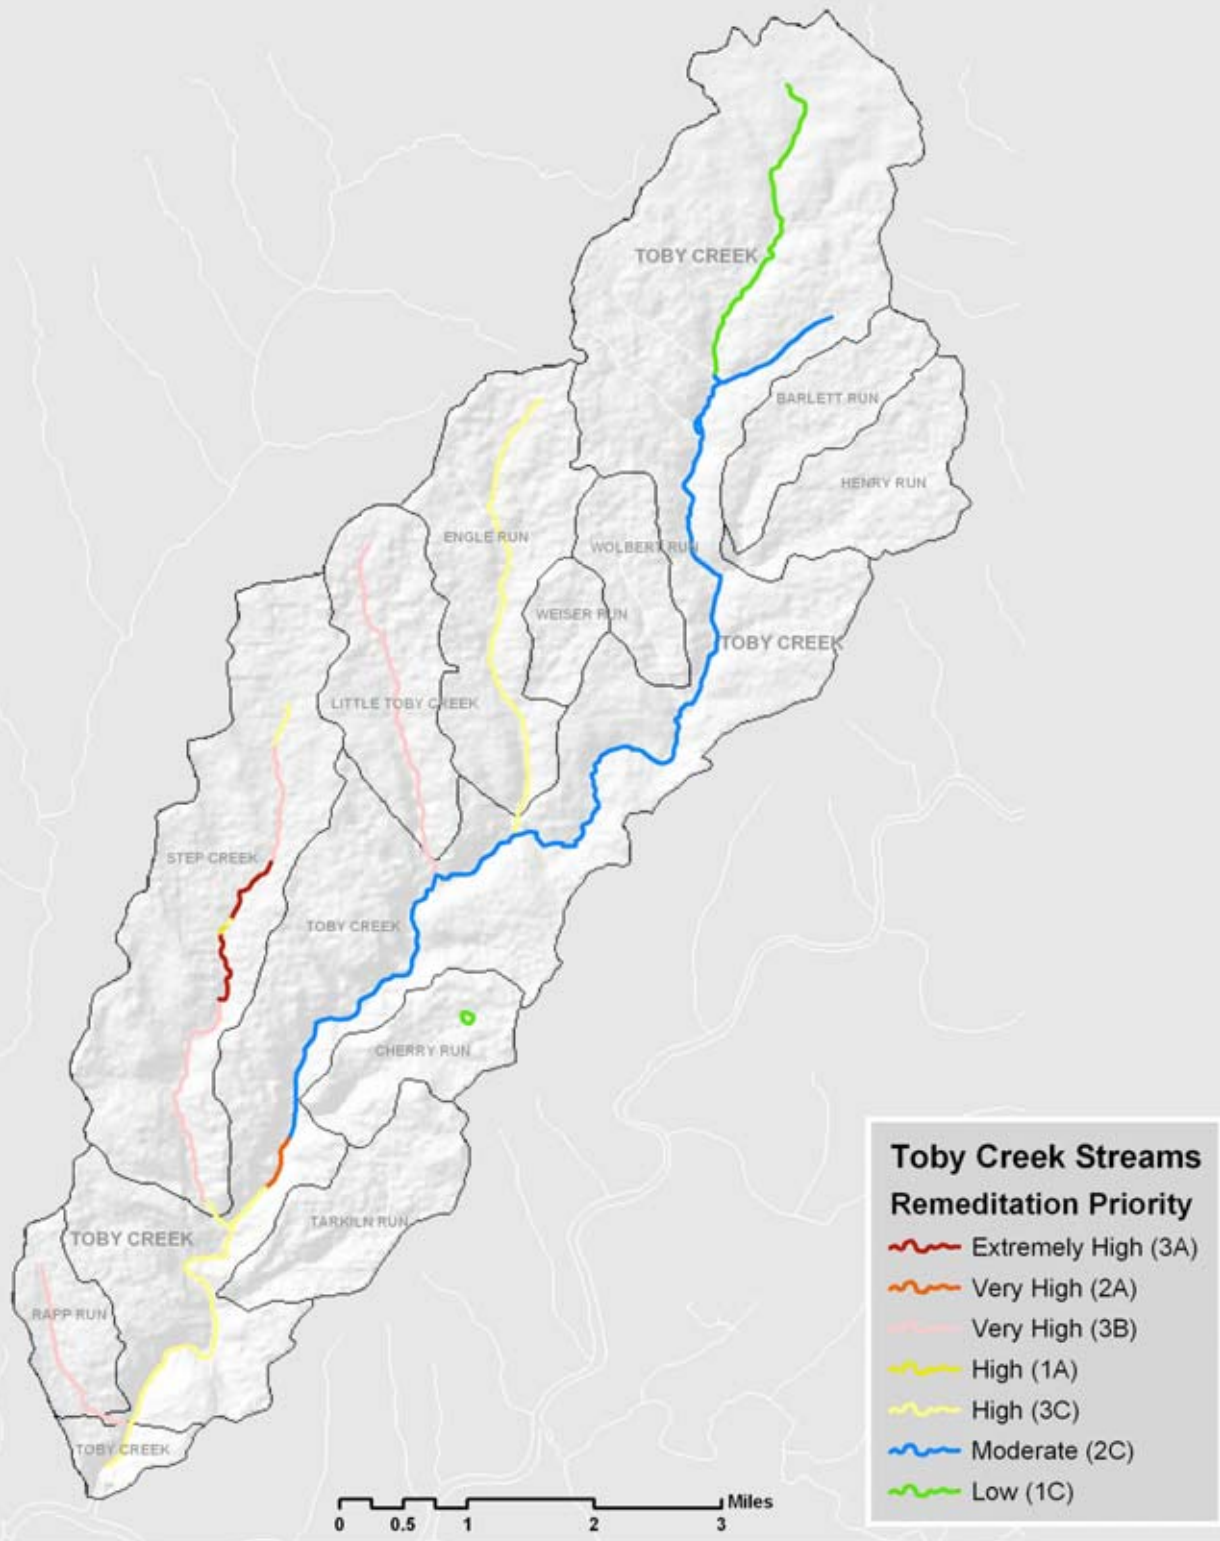 TOBY CREEK
BARLETT RUN
HENRY RUN
ENGLE RUN
WOLBERT RUN
WEISER RUN
TOBY CREEK
LITTLE TOBY CREEK
STEP CREEK
TOBY CREEK
CHERRY RUN
TARKILN RUN
TOBY CREEK
RAPP RUN
TOBY CREEK
Toby Creek Streams
Remeditation Priority
Extremely High (3A)
Very High (2A)
Very High (3B)
High (1A)
High (3C)
Moderate (2C)
Low (1C)
Miles
0 0.5 1 2 3